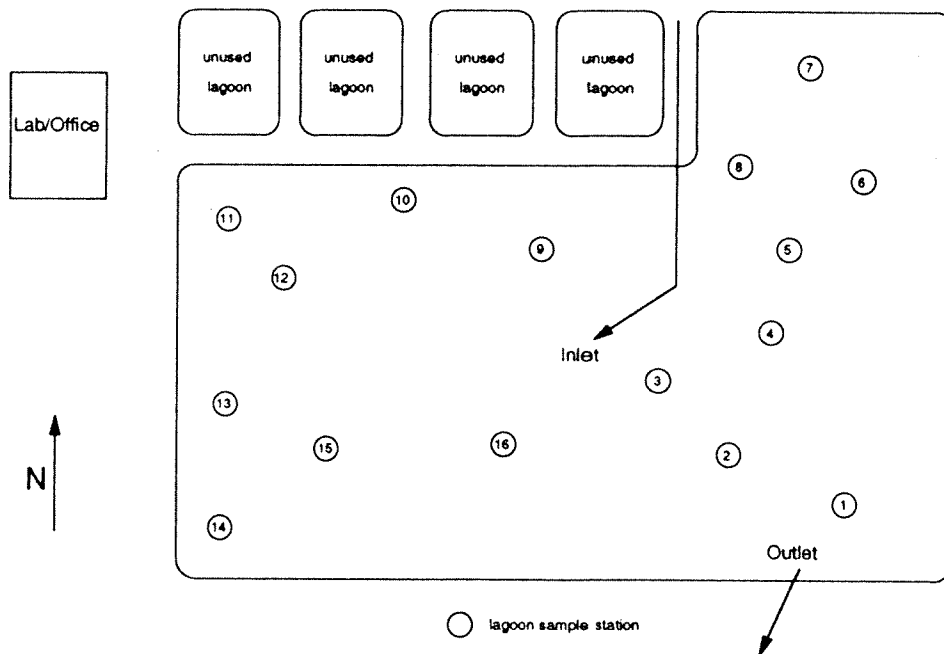 unused
lagoon
unused
lagoon
unused
lagoon
unused
lagoon
7
Lab/Office
8
6
10
11
9
5
12
4
Inlet
3
13
15
16
2
N
1
14
Outlet
lagoon sample station